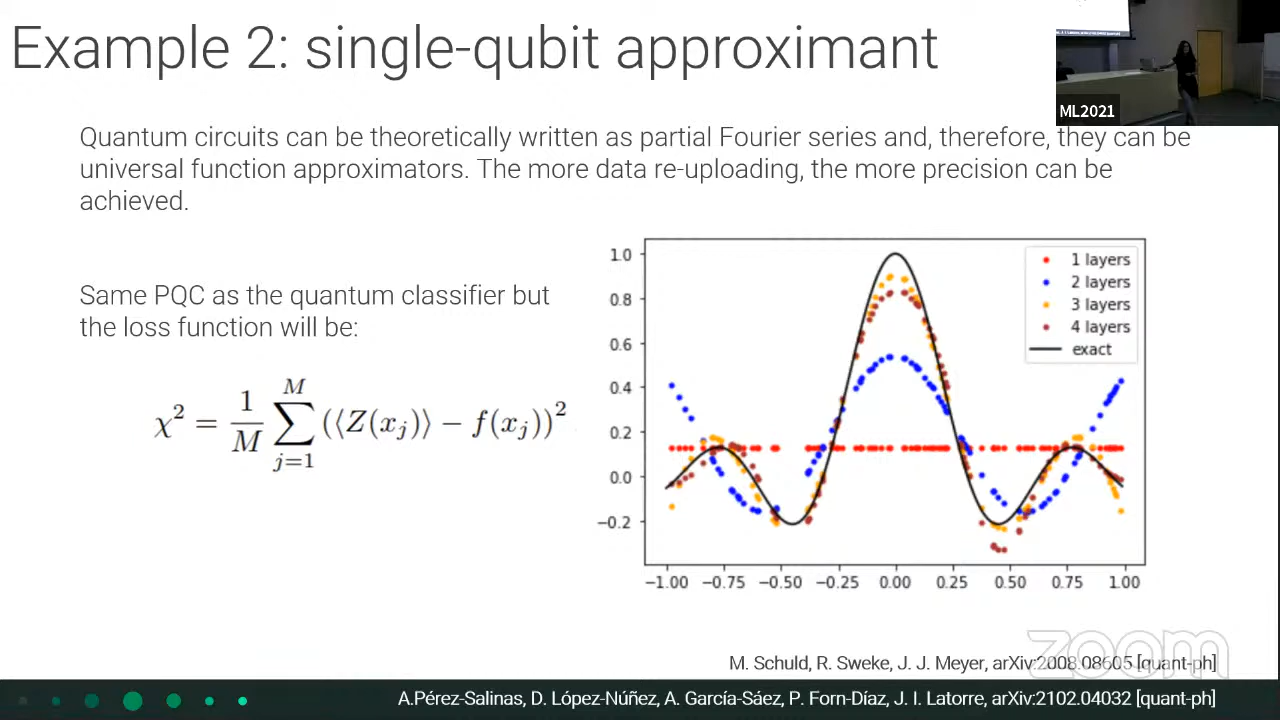 Example 2: single-qubit approximant
ML2021
Quantum circuits can be theoretically written as partial Fourier series and, therefore, they can be
universal function approximators. The more data re-uploading, the more precision can be
achieved.
Same PQC as the quantum classifier but
the loss function will be:
χ² = 1/M ∑_{j=1}^{M} (⟨Z(x_j)⟩ − f(x_j))²
1.0
0.8
0.6
0.4
0.2
0.0
−0.2
1 layers
2 layers
3 layers
4 layers
exact
−1.00 −0.75 −0.50 −0.25 0.00 0.25 0.50 0.75 1.00
zoom
M. Schuld, R. Sweke, J. J. Meyer, arXiv:2008.08605 [quant-ph]
A.Pérez-Salinas, D. López-Núñez, A. García-Sáez, P. Forn-Díaz, J. I. Latorre, arXiv:2102.04032 [quant-ph]